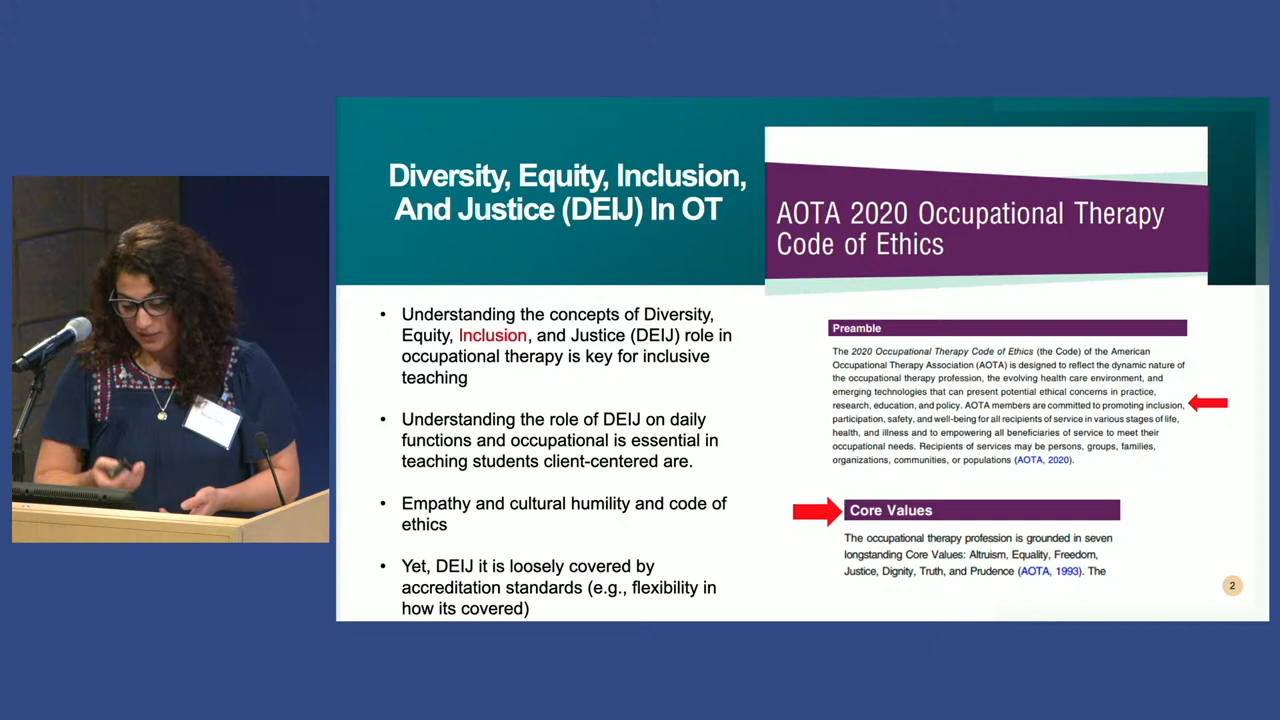 Diversity, Equity, Inclusion,
And Justice (DEIJ) In OT
• Understanding the concepts of Diversity,
Equity, Inclusion, and Justice (DEIJ) role in
occupational therapy is key for inclusive
teaching
• Understanding the role of DEIJ on daily
functions and occupational is essential in
teaching students client-centered are.
• Empathy and cultural humility and code of
ethics
• Yet, DEIJ it is loosely covered by
accreditation standards (e.g., flexibility in
how its covered)
AOTA 2020 Occupational Therapy
Code of Ethics
Preamble
The 2020 Occupational Therapy Code of Ethics (the Code) of the American
Occupational Therapy Association (AOTA) is designed to reflect the dynamic nature of
the occupational therapy profession, the evolving health care environment, and
emerging technologies that can present potential ethical concerns in practice,
research, education, and policy. AOTA members are committed to promoting inclusion,
participation, safety, and well-being for all recipients of service in various stages of life,
health, and illness and to empowering all beneficiaries of service to meet their
occupational needs. Recipients of services may be persons, groups, families,
organizations, communities, or populations (AOTA, 2020).
Core Values
The occupational therapy profession is grounded in seven
longstanding Core Values: Altruism, Equality, Freedom,
Justice, Dignity, Truth, and Prudence (AOTA, 1993). The
2